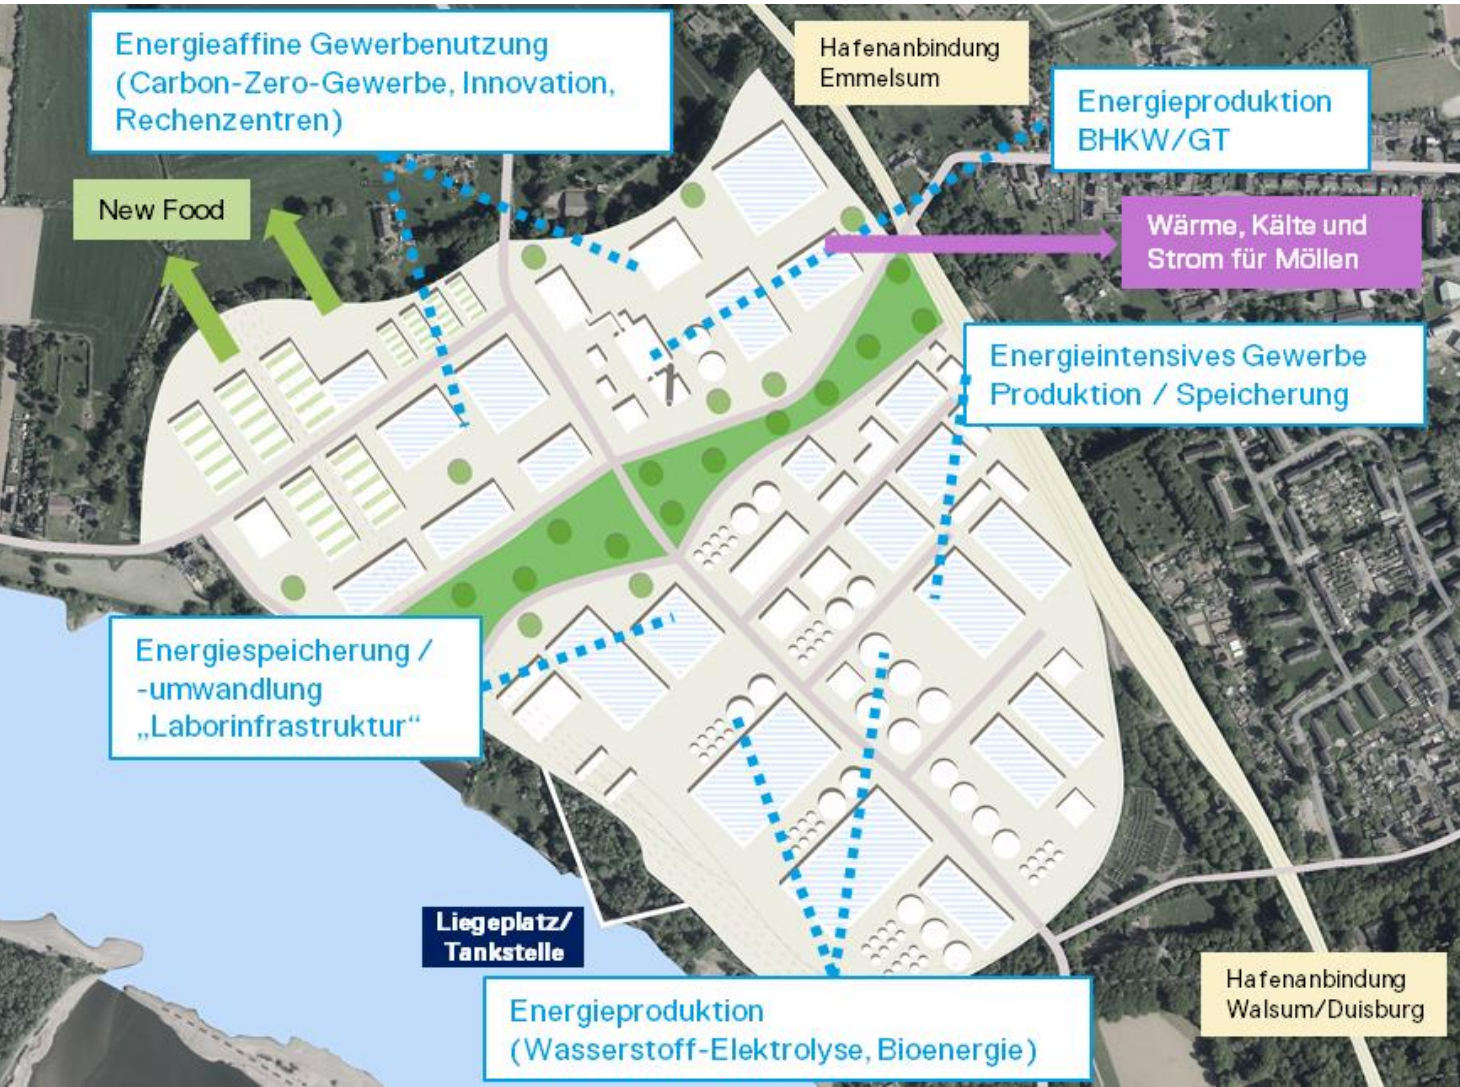 Energieaffine Gewerbenutzung
(Carbon-Zero-Gewerbe, Innovation,
Rechenzentren)
Hafenanbindung
Emmelsum
Energieproduktion
BHKW/GT
New Food
Wärme, Kälte und
Strom für Möllen
Energieintensives Gewerbe
Produktion / Speicherung
Energiespeicherung /
-umwandlung
„Laborinfrastruktur“
Liegeplatz/
Tankstelle
Hafenanbindung
Walsum/Duisburg
Energieproduktion
(Wasserstoff-Elektrolyse, Bioenergie)